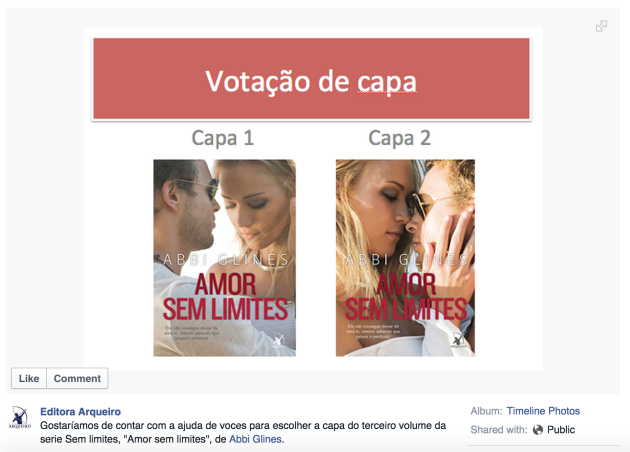 Votação de capa
Capa 1
Capa 2
ABBI GLINES
AMOR
SEM LIMITES
ABBI GLINES
AMOR
SEM LIMITES
Like
Comment
ARQUEIRO
Editora Arqueiro
Gostaríamos de contar com a ajuda de voces para escolher a capa do terceiro volume da
serie Sem limites, "Amor sem limites", de Abbi Glines.
Album: Timeline Photos
Shared with: Public